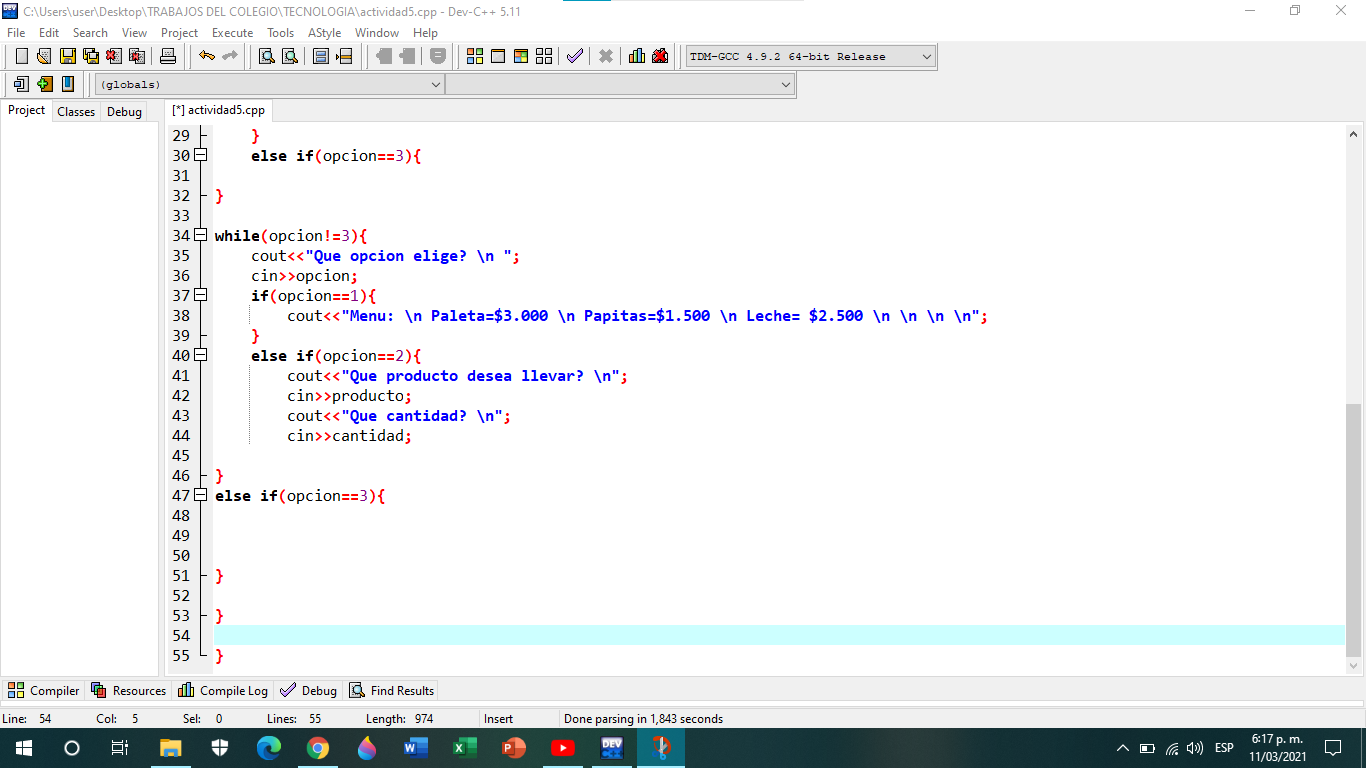 C:\Users\user\Desktop\TRABAJOS DEL COLEGIO\TECNOLOGIA\actividad5.cpp - Dev-C++ 5.11
File Edit Search View Project Execute Tools AStyle Window Help
TDM-GCC 4.9.2 64-bit Release
(globals)
Project Classes Debug [*] actividad5.cpp
29 }
30 else if(opcion==3){
31
32 }
33
34 while(opcion!=3){
35 cout<<"Que opcion elige? \n ";
36 cin>>opcion;
37 if(opcion==1){
38 cout<<"Menu: \n Paleta=$3.000 \n Papitas=$1.500 \n Leche= $2.500 \n \n \n \n";
39 }
40 else if(opcion==2){
41 cout<<"Que producto desea llevar? \n";
42 cin>>producto;
43 cout<<"Que cantidad? \n";
44 cin>>cantidad;
45
46 }
47 else if(opcion==3){
48
49
50
51 }
52
53 }
54
55 }
Compiler Resources Compile Log Debug Find Results
Line: 54 Col: 5 Sel: 0 Lines: 55 Length: 974 Insert Done parsing in 1,843 seconds
DEV ESP 6:17 p. m.
11/03/2021